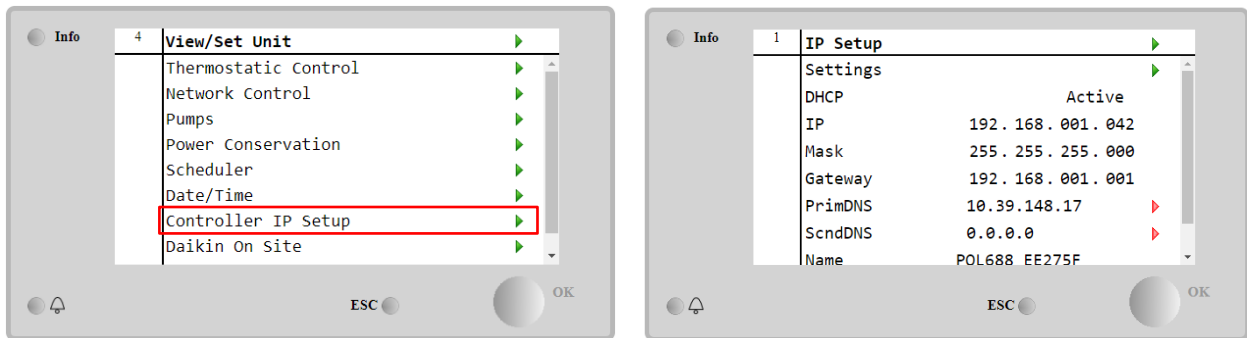 Info
4 View/Set Unit
Thermostatic Control
Network Control
Pumps
Power Conservation
Scheduler
Date/Time
Controller IP Setup
Daikin On Site
ESC
OK
Info
1 IP Setup
Settings
DHCP Active
IP 192.168.001.042
Mask 255.255.255.000
Gateway 192.168.001.001
PrimDNS 10.39.148.17
ScndDNS 0.0.0.0
Name POL688_EE275F
ESC
OK